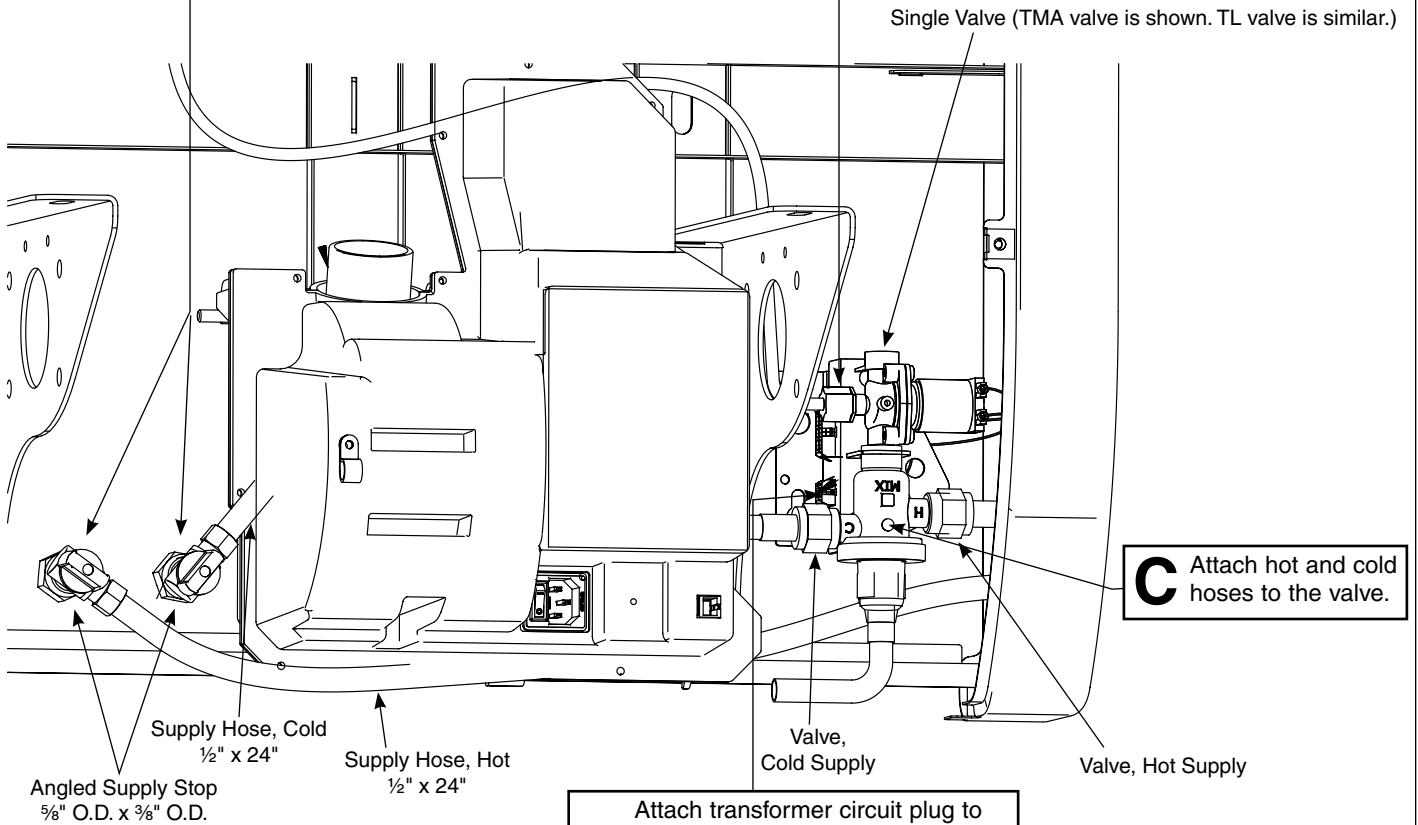 Single Valve (TMA valve is shown. TL valve is similar.)
MIX
H
C
C Attach hot and cold
hoses to the valve.
Supply Hose, Cold
½" x 24"
Supply Hose, Hot
½" x 24"
Valve,
Cold Supply
Valve, Hot Supply
Angled Supply Stop
⅝" O.D. x ⅜" O.D.
Attach transformer circuit plug to